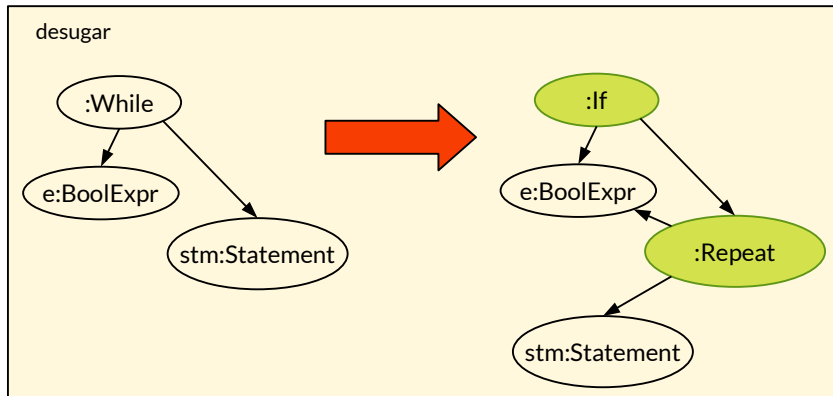 desugar
:While
e:BoolExpr
stm:Statement
:If
e:BoolExpr
:Repeat
stm:Statement